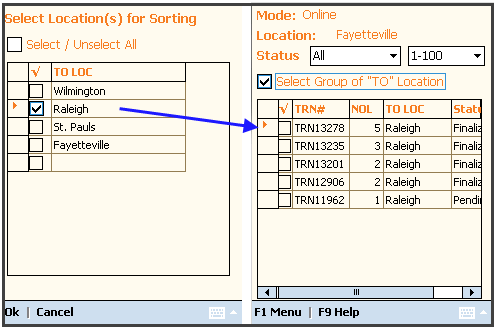 Select Location(s) for Sorting
Select / Unselect All
√ TO LOC
Wilmington
Raleigh
St. Pauls
Fayetteville
Ok | Cancel
Mode: Online
Location: Fayetteville
Status All 1-100
Select Group of "TO" Location
√ TRN# NOL TO LOC Statu
TRN13278 5 Raleigh Finaliz
TRN13235 3 Raleigh Finaliz
TRN13201 2 Raleigh Finaliz
TRN12906 2 Raleigh Finaliz
TRN11962 1 Raleigh Pendin
F1 Menu | F9 Help